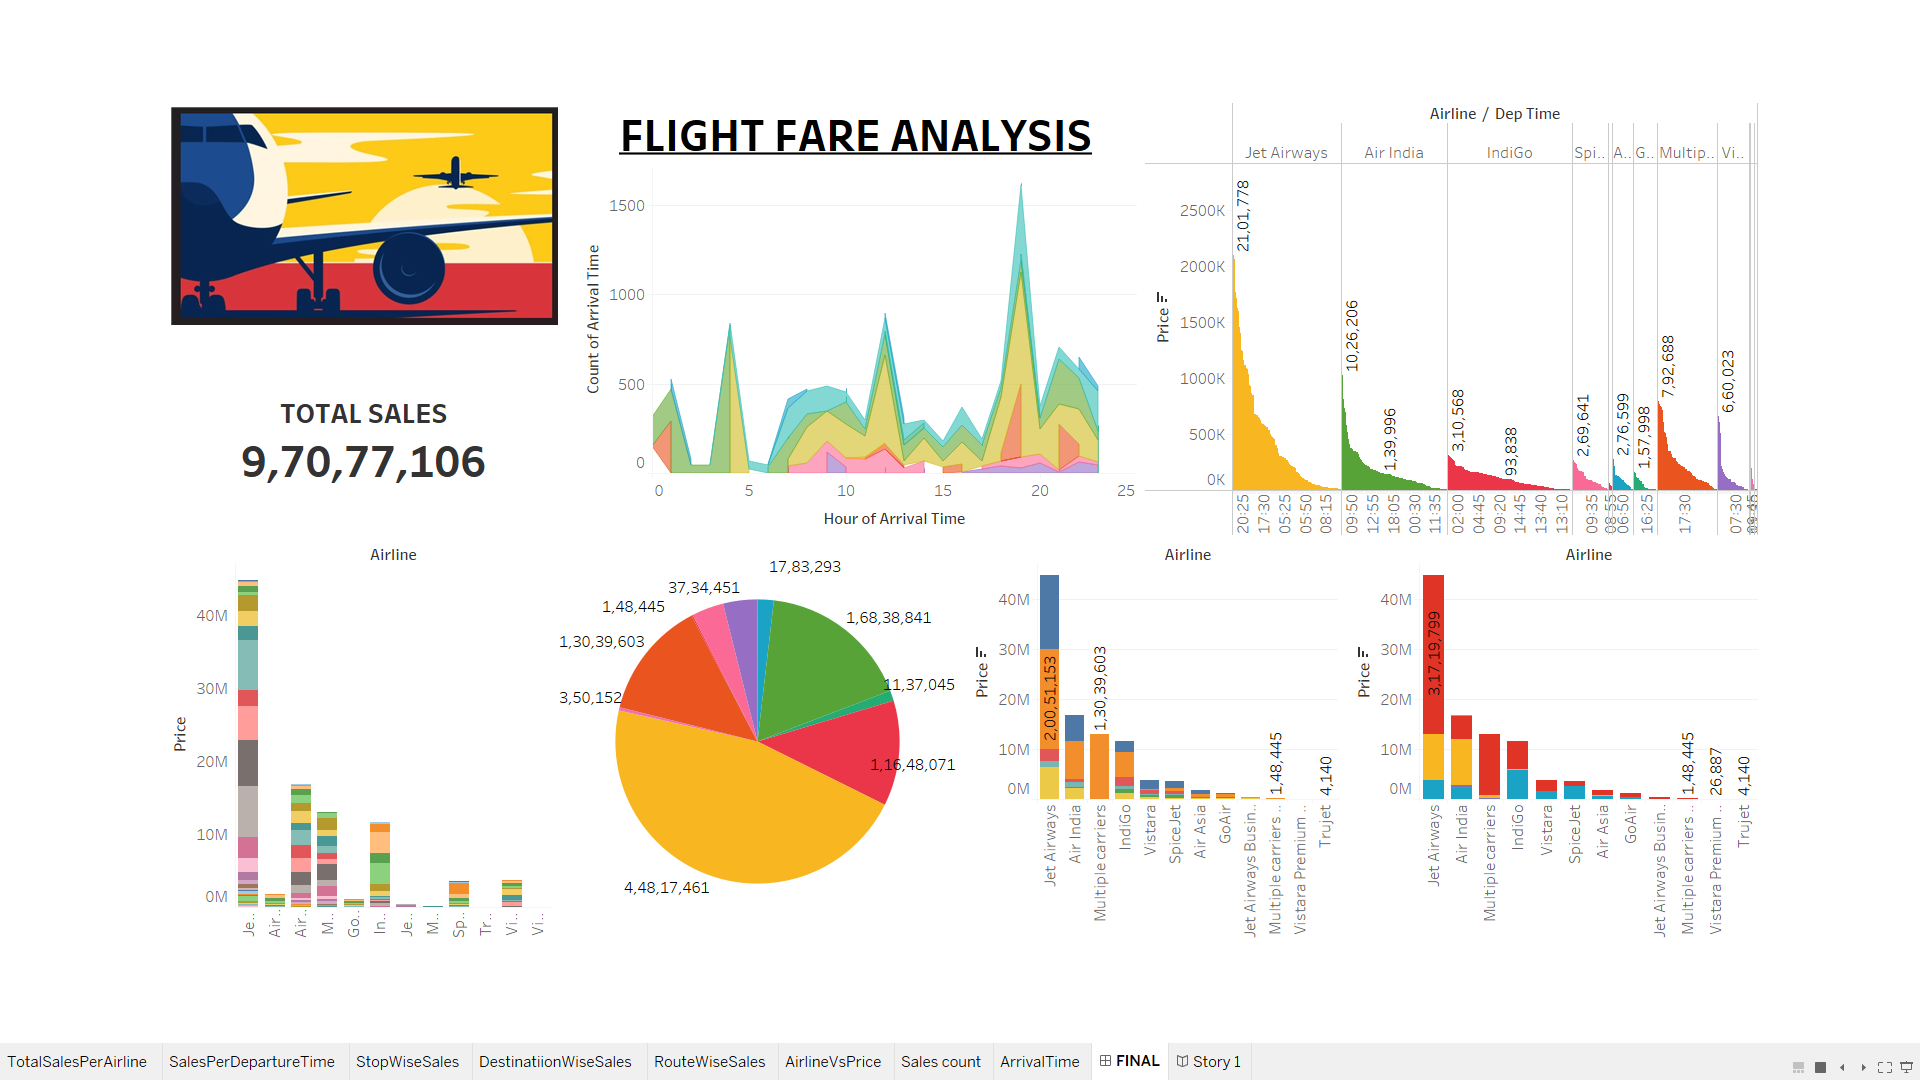 FLIGHT FARE ANALYSIS
TOTAL SALES
9,70,77,106
Count of Arrival Time
1500
1000
500
0
0 5 10 15 20 25
Hour of Arrival Time
Airline / Dep Time
Jet Airways Air India IndiGo Spi.. A.. G.. Multip.. Vi..
Price
2500K
2000K
1500K
1000K
500K
0K
21,01,778
10,26,206
1,39,996
3,10,568
93,838
2,69,641
2,76,599
1,57,998
7,92,688
6,60,023
20:25 17:30 05:25 05:50 08:15 09:50 12:55 18:05 00:30 11:35 02:00 04:45 09:20 14:45 13:40 13:10 09:35 08:55 06:50 16:25 17:30 07:30
Airline
Price
40M
30M
20M
10M
0M
Je.. Air.. Air.. M.. Go.. In.. Je.. M.. Sp.. Tr.. Vi.. Vi..
17,83,293
37,34,451
1,48,445
1,68,38,841
1,30,39,603
11,37,045
3,50,152
1,16,48,071
4,48,17,461
Airline
Price
40M
30M
20M
10M
0M
2,00,51,153
1,30,39,603
1,48,445
4,140
Jet Airways
Air India
Multiple carriers
IndiGo
Vistara
SpiceJet
Air Asia
GoAir
Jet Airways Busin..
Multiple carriers ..
Vistara Premium ..
Trujet
Airline
Price
40M
30M
20M
10M
0M
3,17,19,799
1,48,445
26,887
4,140
Jet Airways
Air India
Multiple carriers
IndiGo
Vistara
SpiceJet
Air Asia
GoAir
Jet Airways Busin..
Multiple carriers ..
Vistara Premium ..
Trujet
TotalSalesPerAirline SalesPerDepartureTime StopWiseSales DestinatiionWiseSales RouteWiseSales AirlineVsPrice Sales count ArrivalTime FINAL Story 1